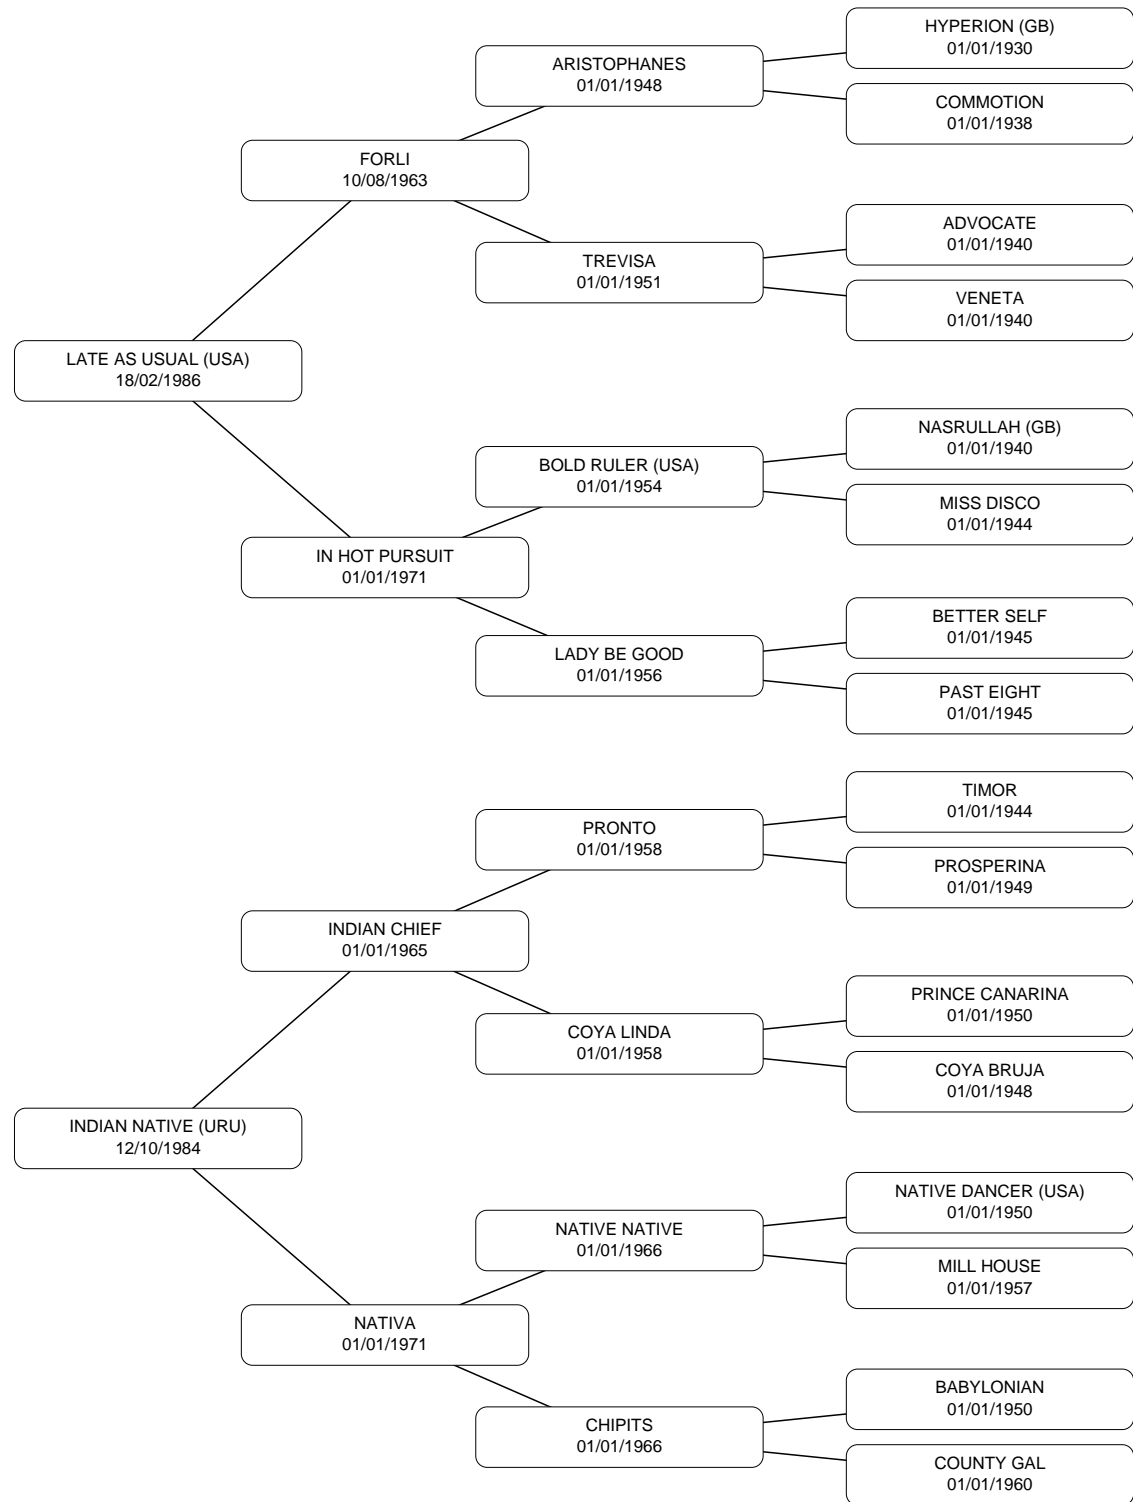 HYPERION (GB)
01/01/1930
ARISTOPHANES
01/01/1948
COMMOTION
01/01/1938
FORLI
10/08/1963
ADVOCATE
01/01/1940
TREVISA
01/01/1951
VENETA
01/01/1940
LATE AS USUAL (USA)
18/02/1986
NASRULLAH (GB)
01/01/1940
BOLD RULER (USA)
01/01/1954
MISS DISCO
01/01/1944
IN HOT PURSUIT
01/01/1971
BETTER SELF
01/01/1945
LADY BE GOOD
01/01/1956
PAST EIGHT
01/01/1945
TIMOR
01/01/1944
PRONTO
01/01/1958
PROSPERINA
01/01/1949
INDIAN CHIEF
01/01/1965
PRINCE CANARINA
01/01/1950
COYA LINDA
01/01/1958
COYA BRUJA
01/01/1948
INDIAN NATIVE (URU)
12/10/1984
NATIVE DANCER (USA)
01/01/1950
NATIVE NATIVE
01/01/1966
MILL HOUSE
01/01/1957
NATIVA
01/01/1971
BABYLONIAN
01/01/1950
CHIPITS
01/01/1966
COUNTY GAL
01/01/1960